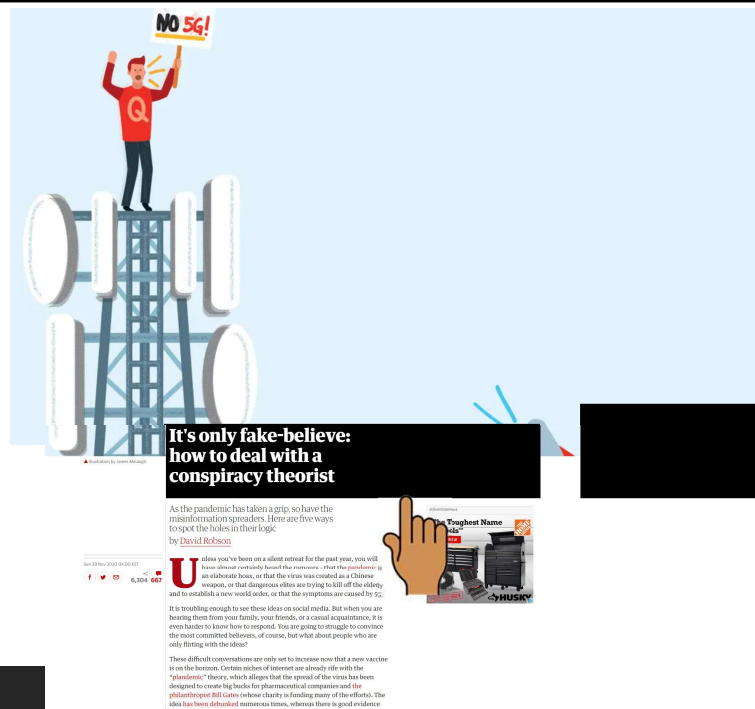 NO 5G!
Q
It's only fake-believe:
how to deal with a
conspiracy theorist
Illustration by James Melaugh.
As the pandemic has taken a grip, so have the
misinformation spreaders. Here are five ways
to spot the holes in their logic
by David Robson
Sun 29 Nov 2020 04.00 EST
6,304 667
Unless you've been on a silent retreat for the past year, you will
have almost certainly heard the rumours – that the pandemic is
an elaborate hoax, or that the virus was created as a Chinese
weapon, or that dangerous elites are trying to kill off the elderly
and to establish a new world order, or that the symptoms are caused by 5G.
It is troubling enough to see these ideas on social media. But when you are
hearing them from your family, your friends, or a casual acquaintance, it is
even harder to know how to respond. You are going to struggle to convince
the most committed believers, of course, but what about people who are
only flirting with the ideas?
These difficult conversations are only set to increase now that a new vaccine
is on the horizon. Certain niches of internet are already rife with the
“plandemic” theory, which alleges that the spread of the virus has been
designed to create big bucks for pharmaceutical companies and the
philanthropist Bill Gates (whose charity is funding many of the efforts). The
idea has been debunked numerous times, whereas there is good evidence
Advertisement
Toughest Name
HUSKY